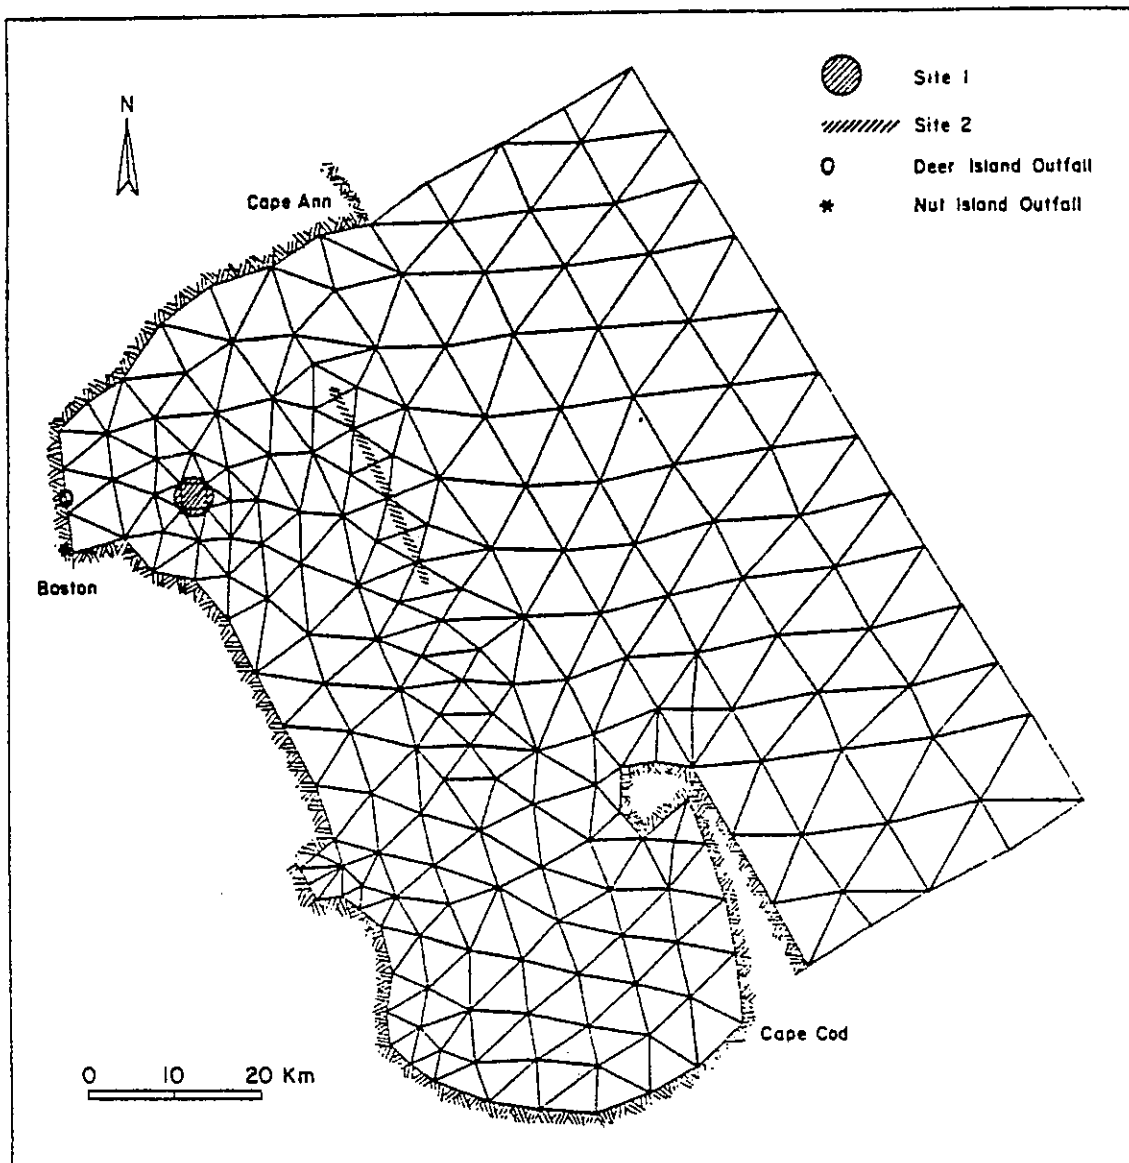 Site 1
N
Site 2
Deer Island Outfall
Cape Ann
Nut Island Outfall
Boston
Cape Cod
0 10 20 Km